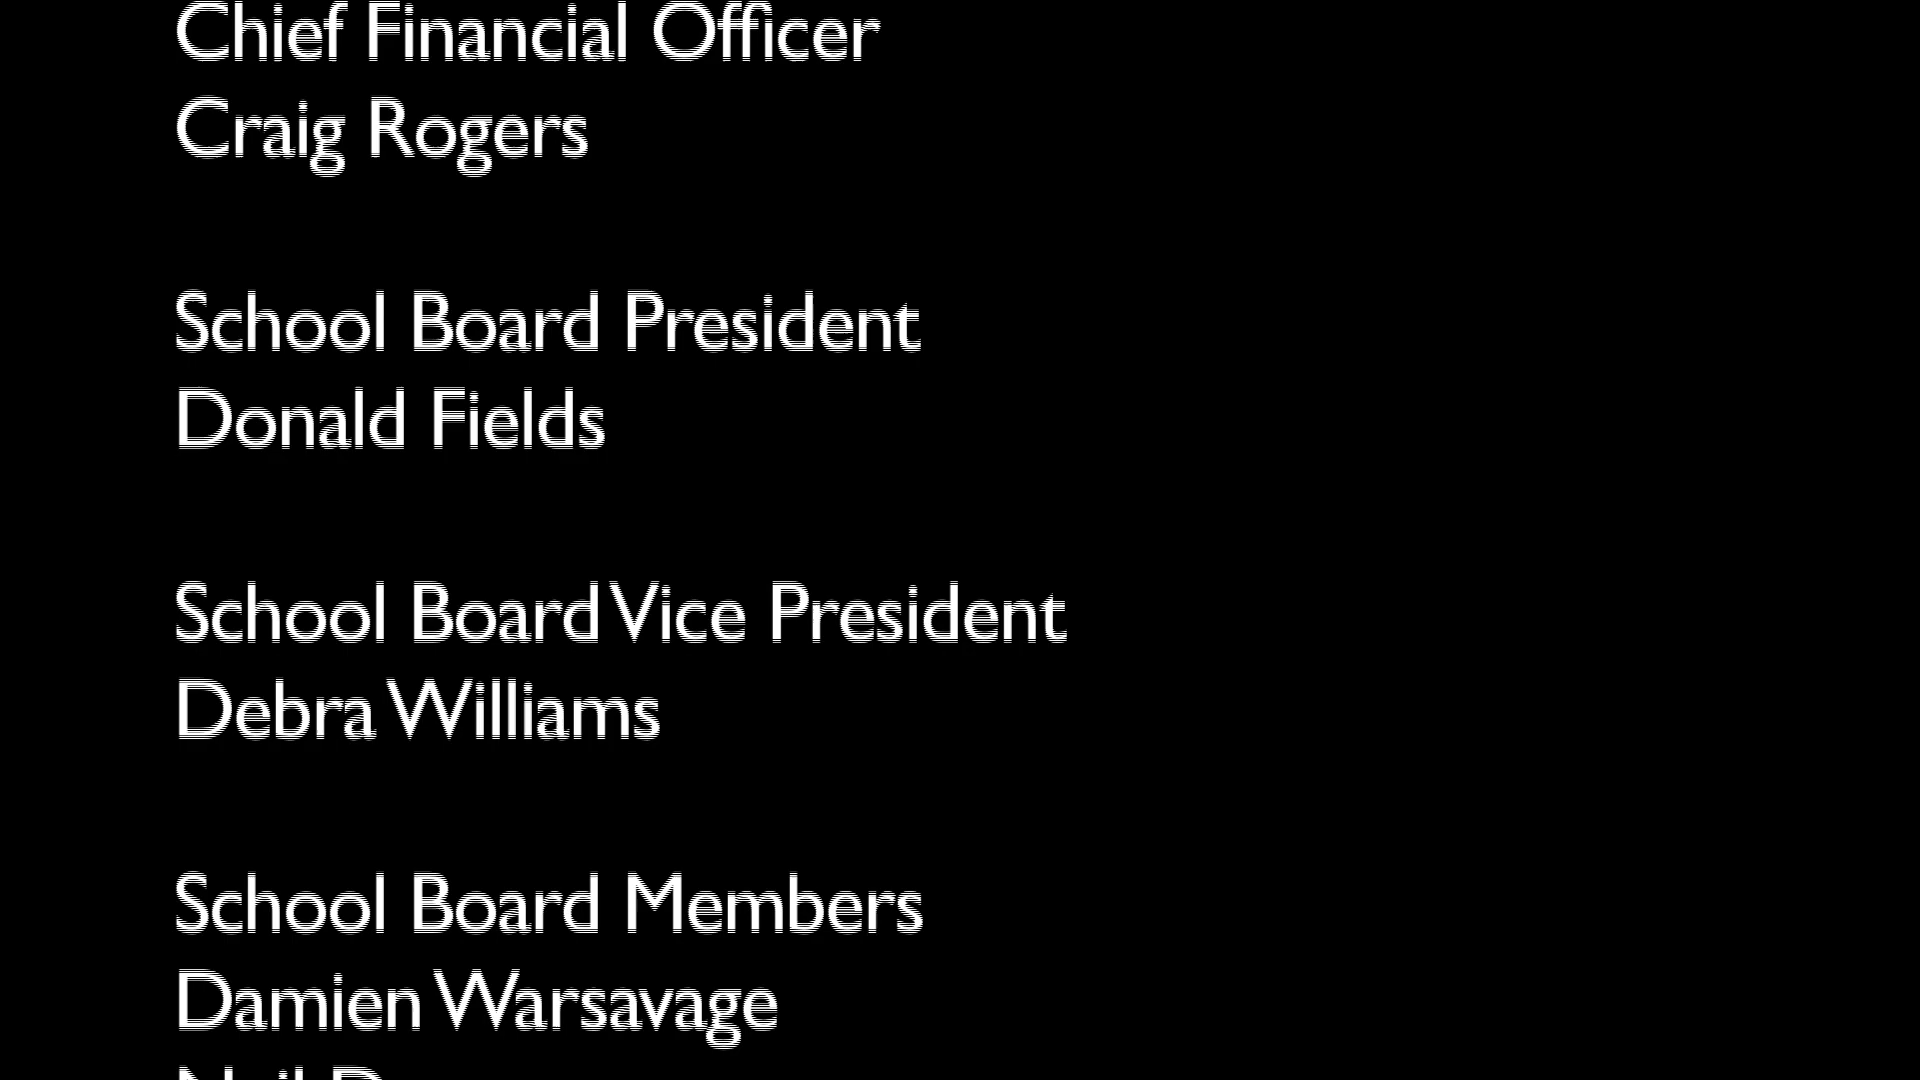 Chief Financial Officer
Craig Rogers
School Board President
Donald Fields
School Board Vice President
Debra Williams
School Board Members
Damien Warsavage